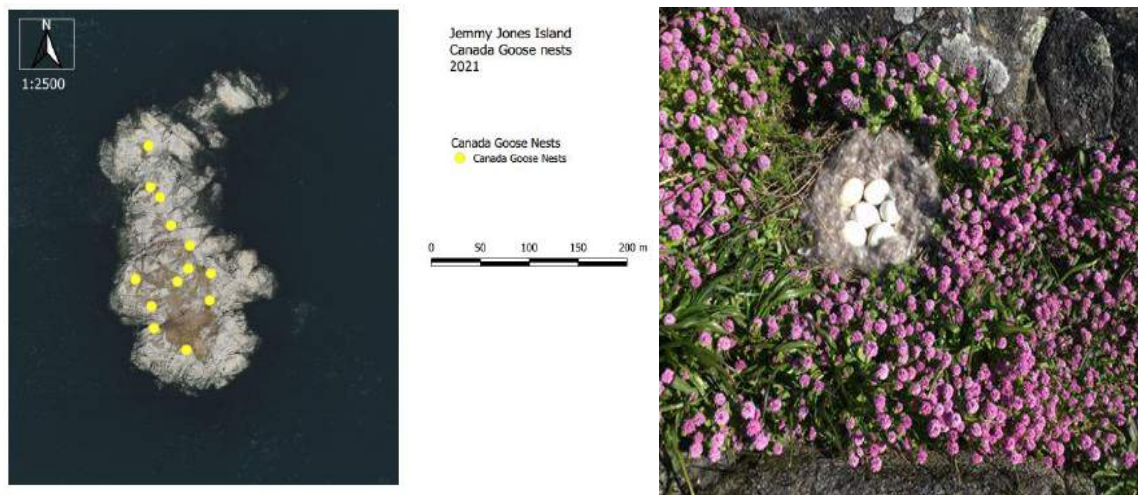 N
1:2500
Jemmy Jones Island
Canada Goose nests
2021
Canada Goose Nests
Canada Goose Nests
0 50 100 150 200 m